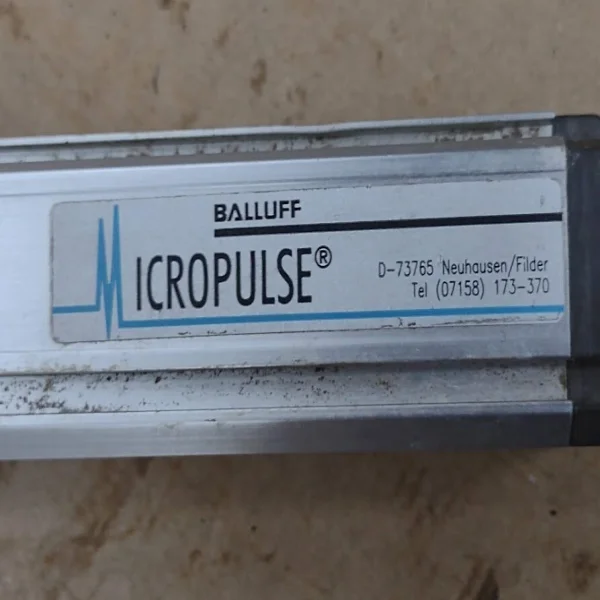 BALLUFF
MICROPULSE®
D-73765 Neuhausen/Filder
Tel (07158) 173-370